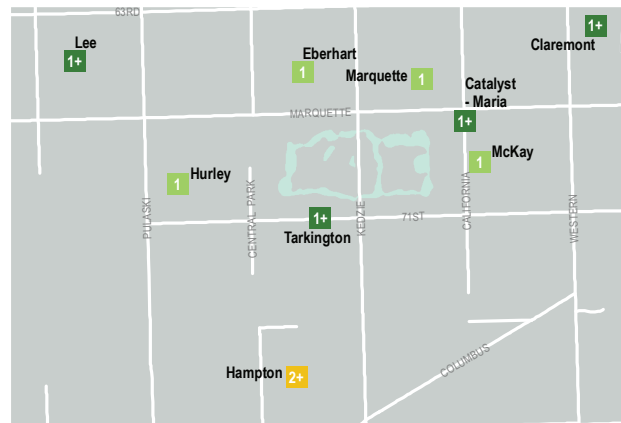 63RD
Lee
1+
Claremont
1+
Eberhart
1
Marquette
1
Catalyst
- Maria
1+
MARQUETTE
McKay
1
Hurley
1
PULASKI
CENTRAL PARK
KEDZIE
CALIFORNIA
WESTERN
1+
Tarkington
71ST
COLUMBUS
Hampton
2+